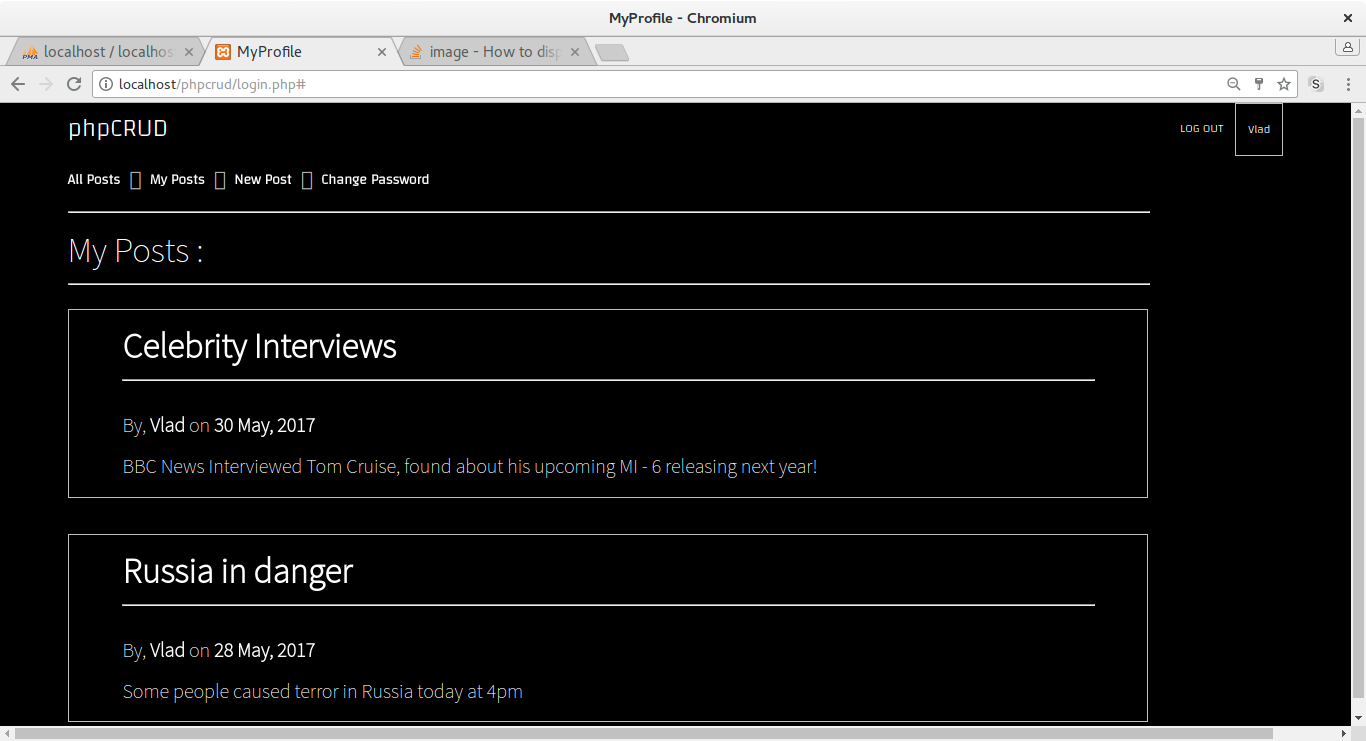 MyProfile - Chromium
localhost / localhos
MyProfile
image - How to disp
localhost/phpcrud/login.php#
S
phpCRUD
LOG OUT
Vlad
All Posts My Posts New Post Change Password
My Posts :
Celebrity Interviews
By, Vlad on 30 May, 2017
BBC News Interviewed Tom Cruise, found about his upcoming MI - 6 releasing next year!
Russia in danger
By, Vlad on 28 May, 2017
Some people caused terror in Russia today at 4pm